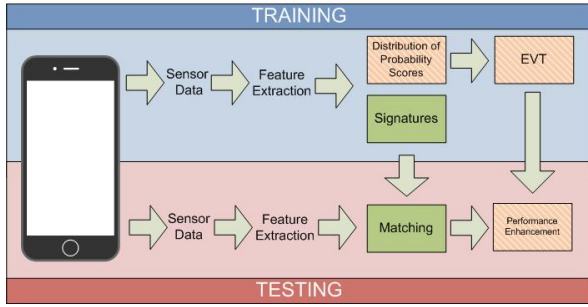 TRAINING
Sensor
Data
Feature
Extraction
Distribution of
Probability
Scores
EVT
Signatures
Sensor
Data
Feature
Extraction
Matching
Performance
Enhancement
TESTING